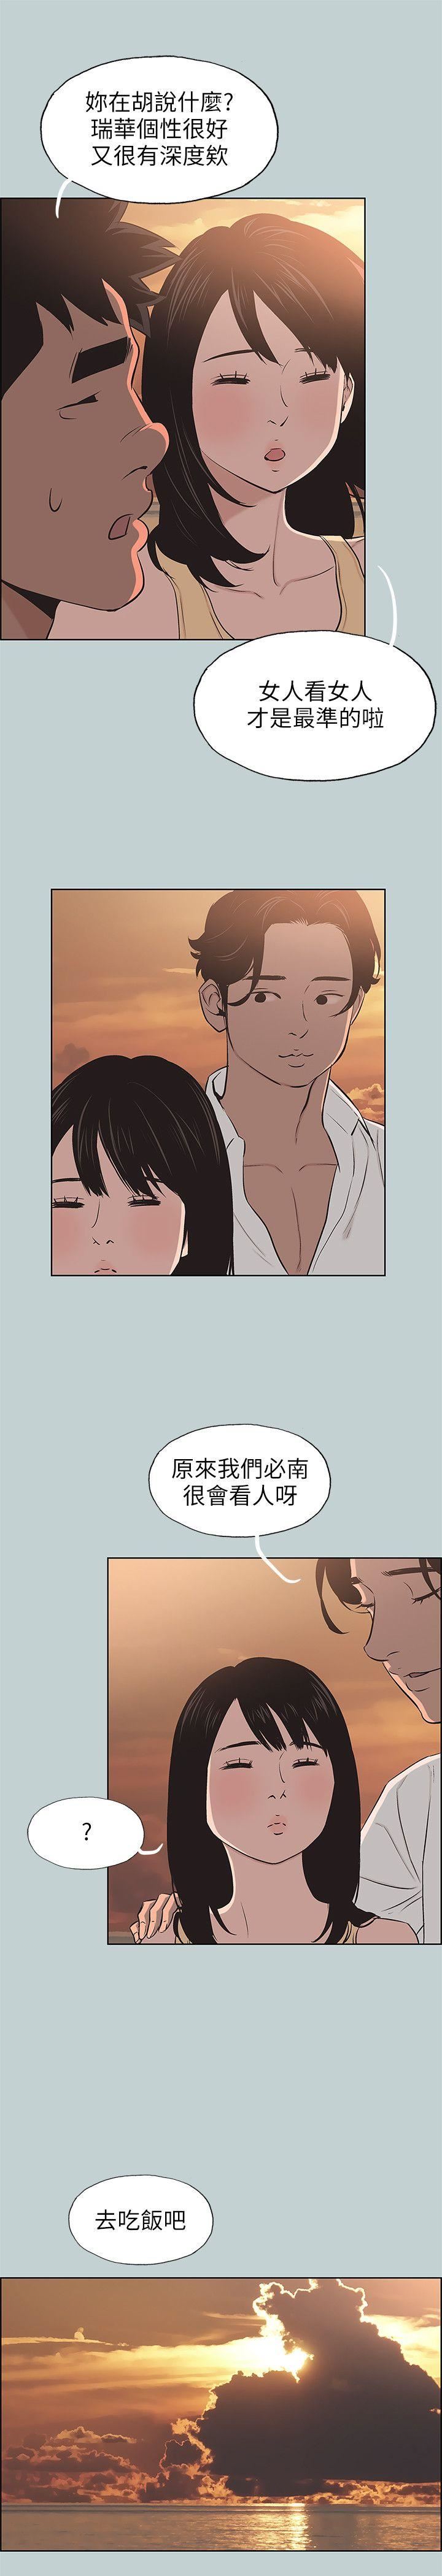 妳在胡說什麼?
瑞華個性很好
又很有深度欸
女人看女人
才是最準的啦
原來我們必南
很會看人呀
?
去吃飯吧